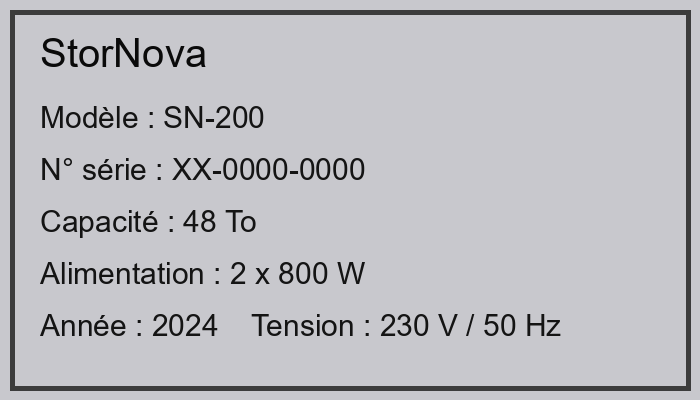 StorNova
Modèle : SN-200
N° série : XX-0000-0000
Capacité : 48 To
Alimentation : 2 x 800 W
Année : 2024    Tension : 230 V / 50 Hz